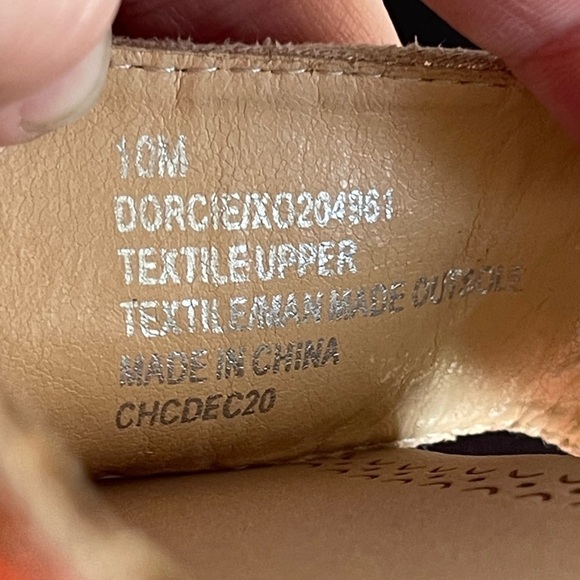 10M
DORCIE/XO204961
TEXTILE UPPER
TEXTILE/MAN MADE OUTSOLE
MADE IN CHINA
CHCDEC20